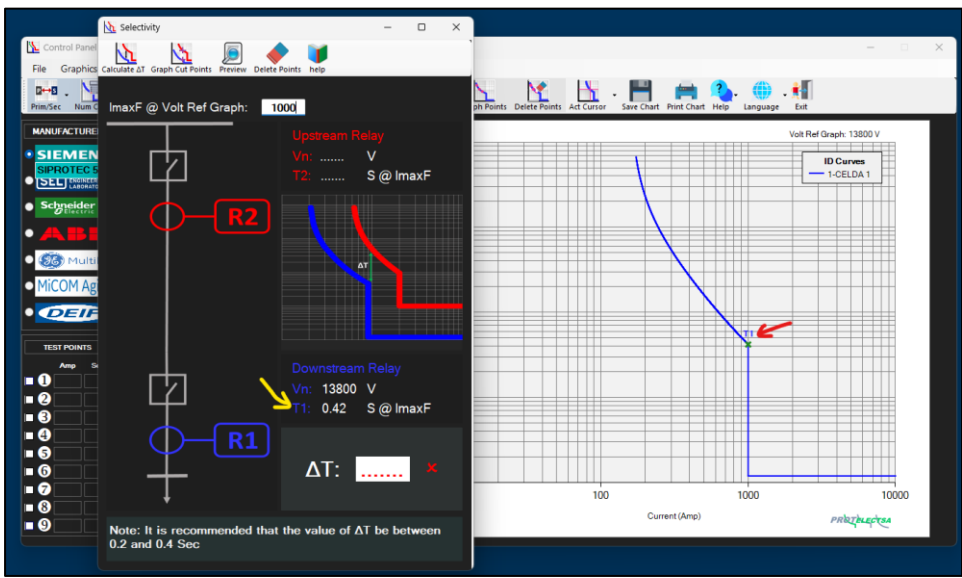 Selectivity
Calculate ΔT Graph Cut Points Preview Delete Points help
ImaxF @ Volt Ref Graph: 1000
Upstream Relay
Vn: ....... V
T2: ....... S @ ImaxF
R2
ΔT
Downstream Relay
Vn: 13800 V
T1: 0.42 S @ ImaxF
R1
ΔT: .......
Note: It is recommended that the value of ΔT be between
0.2 and 0.4 Sec
Control Panel
File Graphics
Prim/Sec Num
Delete Points Act Cursor Save Chart Print Chart Help Language Exit
MANUFACTURE
SIEMEN
SIPROTEC 5
SEL
Schneider
Electric
ABB
GE Multi
MiCOM Ag
DEIF
TEST POINTS
Amp
1
2
3
4
5
6
7
8
9
Volt Ref Graph: 13800 V
ID Curves
1-CELDA 1
T1
100 1000 10000
Current (Amp)
PROTELECTSA